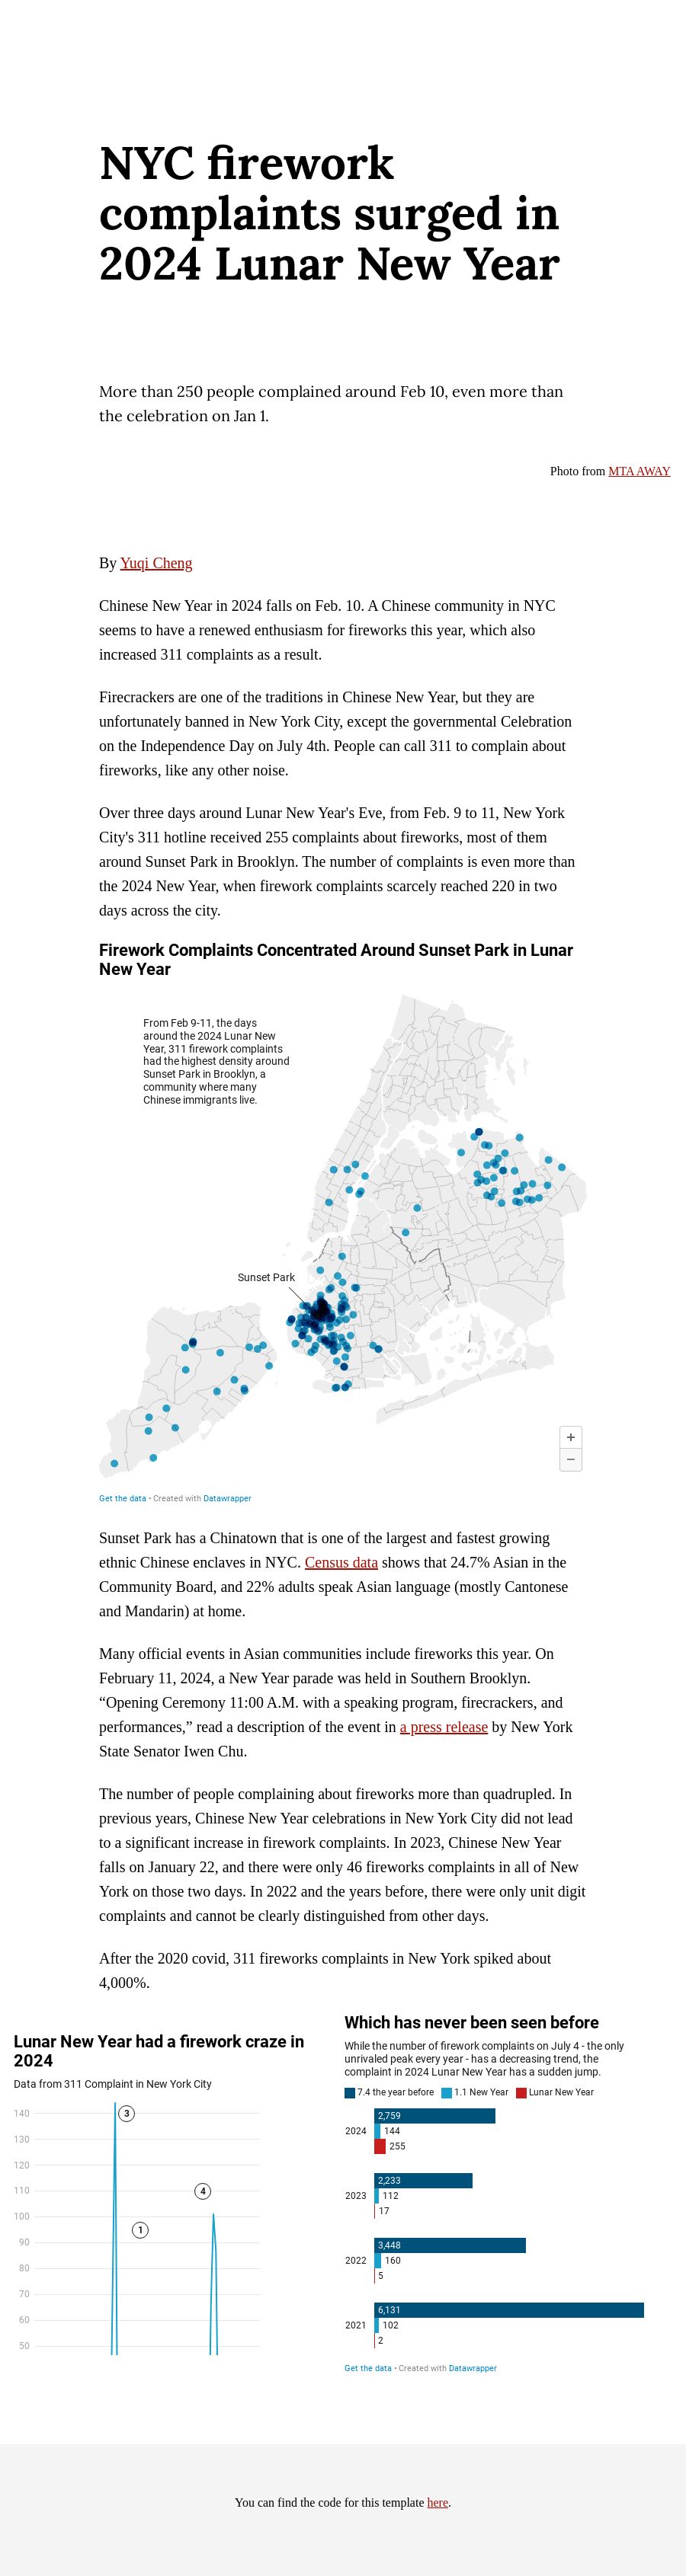 NYC firework
complaints surged in
2024 Lunar New Year
More than 250 people complained around Feb 10, even more than
the celebration on Jan 1.
Photo from MTA AWAY
By Yuqi Cheng
Chinese New Year in 2024 falls on Feb. 10. A Chinese community in NYC
seems to have a renewed enthusiasm for fireworks this year, which also
increased 311 complaints as a result.
Firecrackers are one of the traditions in Chinese New Year, but they are
unfortunately banned in New York City, except the governmental Celebration
on the Independence Day on July 4th. People can call 311 to complain about
fireworks, like any other noise.
Over three days around Lunar New Year's Eve, from Feb. 9 to 11, New York
City's 311 hotline received 255 complaints about fireworks, most of them
around Sunset Park in Brooklyn. The number of complaints is even more than
the 2024 New Year, when firework complaints scarcely reached 220 in two
days across the city.
Firework Complaints Concentrated Around Sunset Park in Lunar
New Year
From Feb 9-11, the days
around the 2024 Lunar New
Year, 311 firework complaints
had the highest density around
Sunset Park in Brooklyn, a
community where many
Chinese immigrants live.
Sunset Park
+
−
Get the data • Created with Datawrapper
Sunset Park has a Chinatown that is one of the largest and fastest growing
ethnic Chinese enclaves in NYC. Census data shows that 24.7% Asian in the
Community Board, and 22% adults speak Asian language (mostly Cantonese
and Mandarin) at home.
Many official events in Asian communities include fireworks this year. On
February 11, 2024, a New Year parade was held in Southern Brooklyn.
“Opening Ceremony 11:00 A.M. with a speaking program, firecrackers, and
performances,” read a description of the event in a press release by New York
State Senator Iwen Chu.
The number of people complaining about fireworks more than quadrupled. In
previous years, Chinese New Year celebrations in New York City did not lead
to a significant increase in firework complaints. In 2023, Chinese New Year
falls on January 22, and there were only 46 fireworks complaints in all of New
York on those two days. In 2022 and the years before, there were only unit digit
complaints and cannot be clearly distinguished from other days.
After the 2020 covid, 311 fireworks complaints in New York spiked about
4,000%.
Lunar New Year had a firework craze in
2024
Data from 311 Complaint in New York City
140
3
130
120
110
4
100
1
90
80
70
60
50
Which has never been seen before
While the number of firework complaints on July 4 - the only
unrivaled peak every year - has a decreasing trend, the
complaint in 2024 Lunar New Year has a sudden jump.
7.4 the year before 1.1 New Year Lunar New Year
2,759
2024 144
255
2,233
2023 112
17
3,448
2022 160
5
6,131
2021 102
2
Get the data • Created with Datawrapper
You can find the code for this template here.